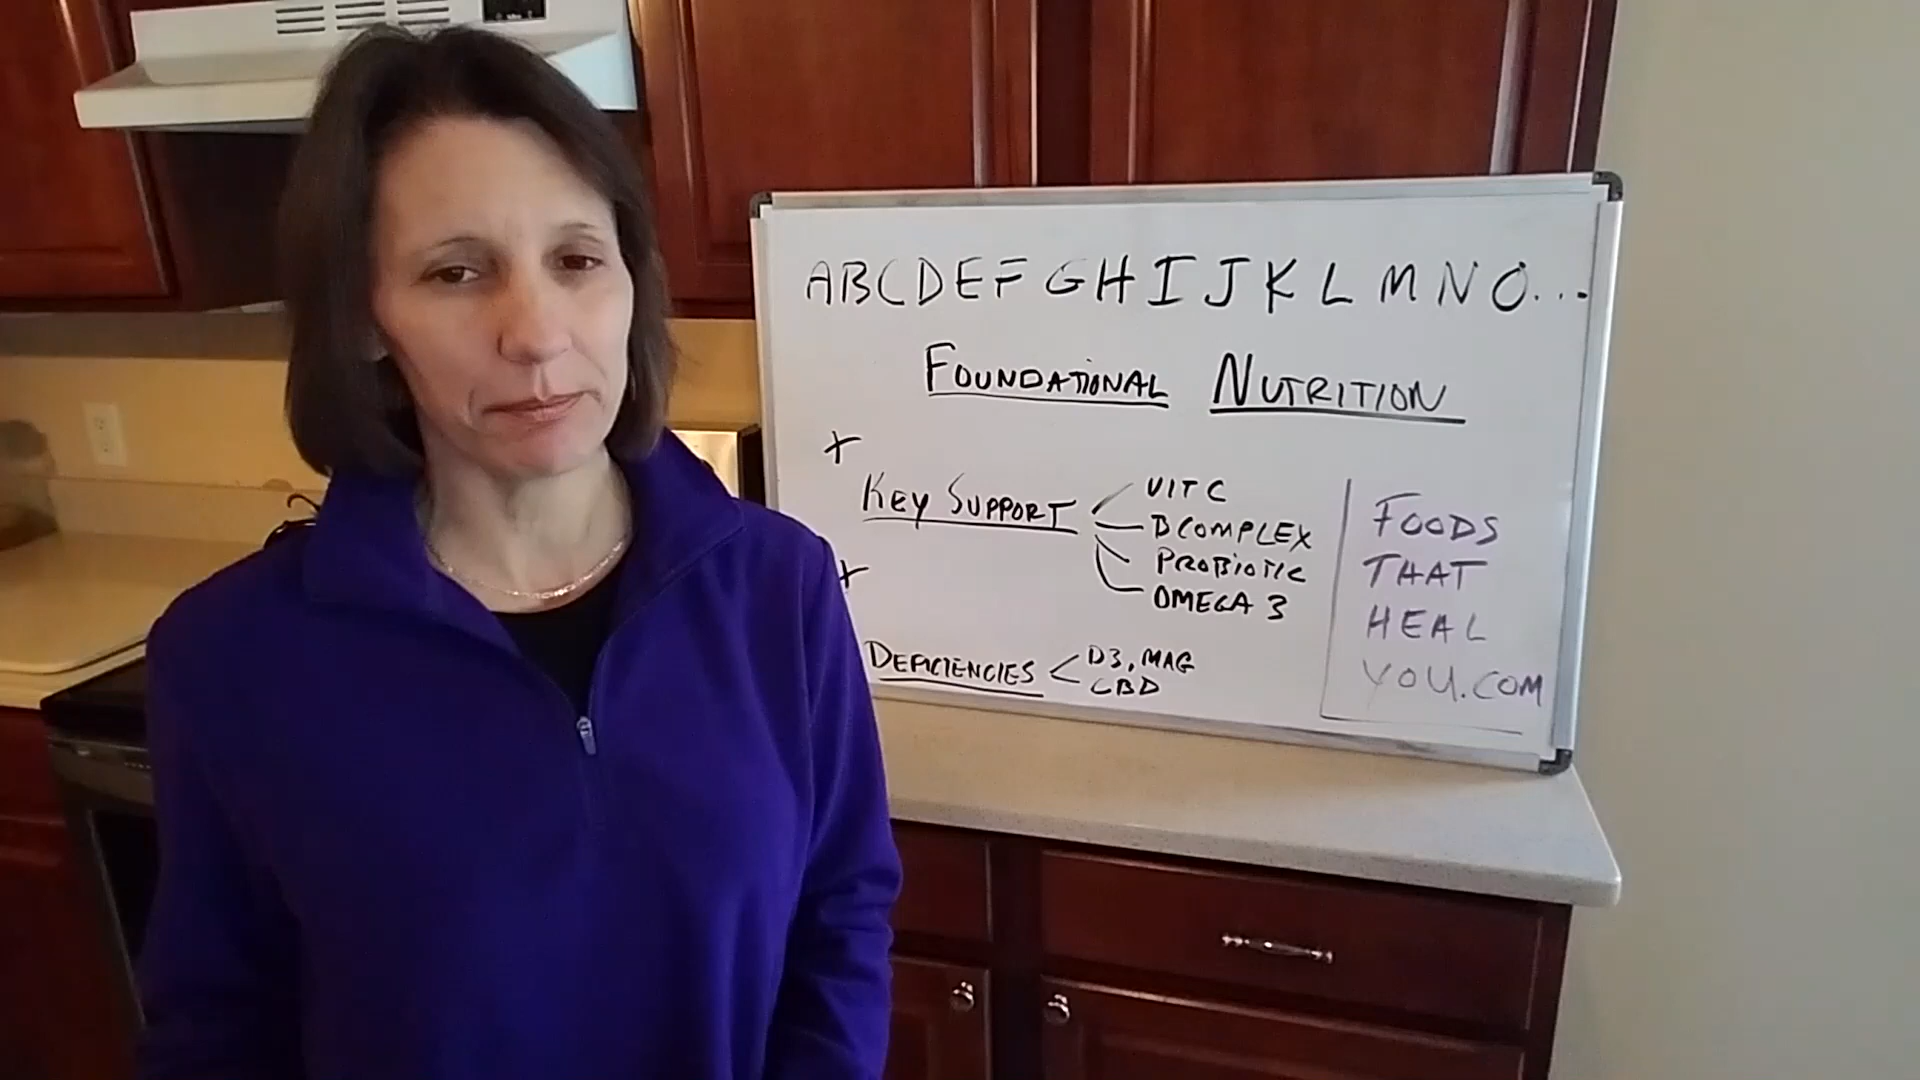 ABCDEFGHIJKLMNO...
FOUNDATIONAL NUTRITION
+
KEY SUPPORT
VIT C
B COMPLEX
PROBIOTIC
OMEGA 3
+
DEFICIENCIES
D3, MAG
CBD
FOODS
THAT
HEAL
YOU.COM